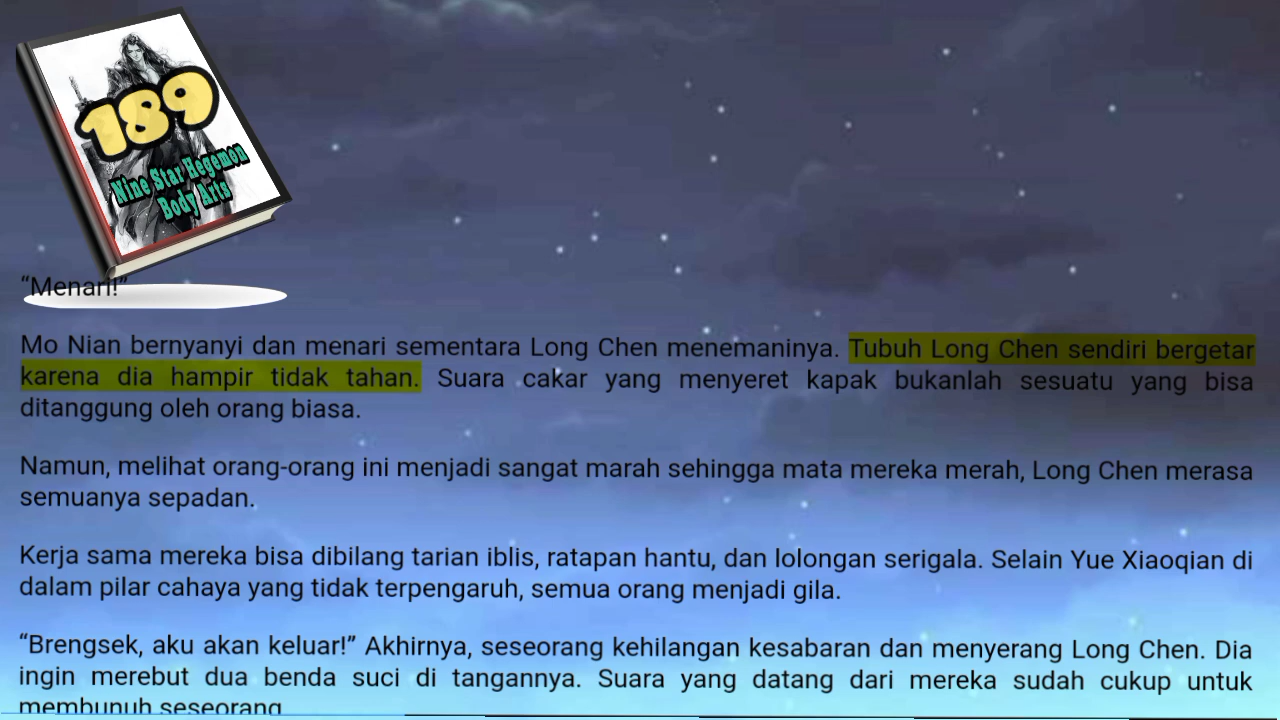 189
Nine Star Hegemon
Body Arts
“Menari!”
Mo Nian bernyanyi dan menari sementara Long Chen menemaninya. Tubuh Long Chen sendiri bergetar
karena dia hampir tidak tahan. Suara cakar yang menyeret kapak bukanlah sesuatu yang bisa
ditanggung oleh orang biasa.
Namun, melihat orang-orang ini menjadi sangat marah sehingga mata mereka merah, Long Chen merasa
semuanya sepadan.
Kerja sama mereka bisa dibilang tarian iblis, ratapan hantu, dan lolongan serigala. Selain Yue Xiaoqian di
dalam pilar cahaya yang tidak terpengaruh, semua orang menjadi gila.
“Brengsek, aku akan keluar!” Akhirnya, seseorang kehilangan kesabaran dan menyerang Long Chen. Dia
ingin merebut dua benda suci di tangannya. Suara yang datang dari mereka sudah cukup untuk
membunuh seseorang